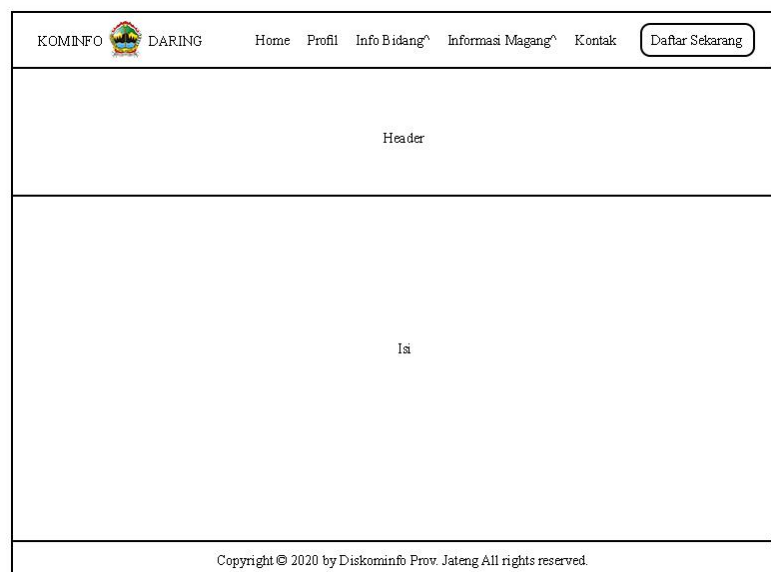 KOMINFO DARING Home Profil Info Bidang^ Informasi Magang^ Kontak Daftar Sekarang
Header
Isi
Copyright © 2020 by Diskominfo Prov. Jateng All rights reserved.